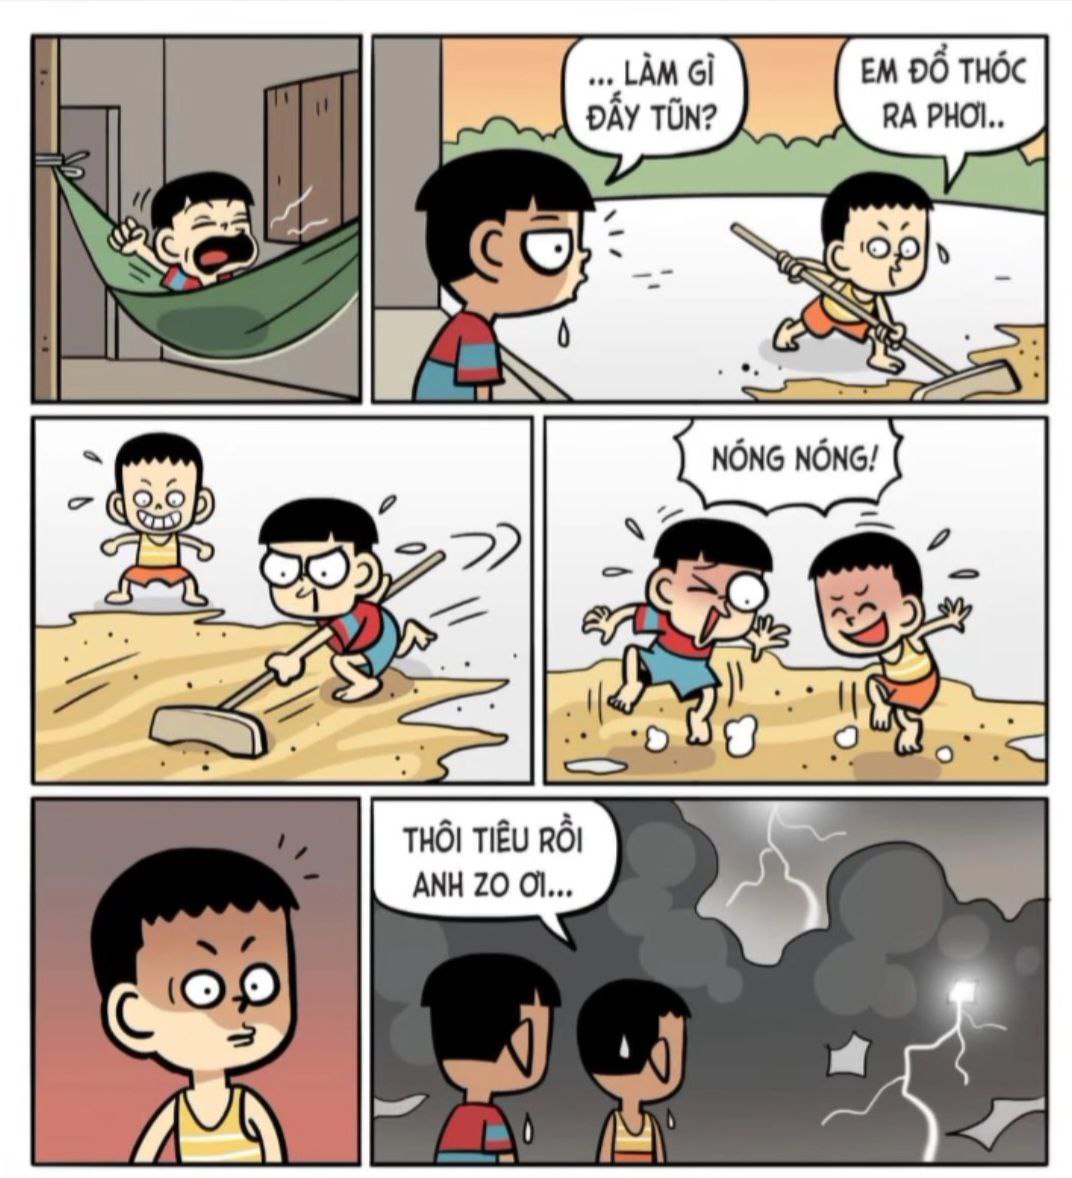 ... LÀM GÌ
ĐẤY TŨN?
EM ĐỔ THÓC
RA PHƠI..
NÓNG NÓNG!
THÔI TIÊU RỒI
ANH ZO ƠI...